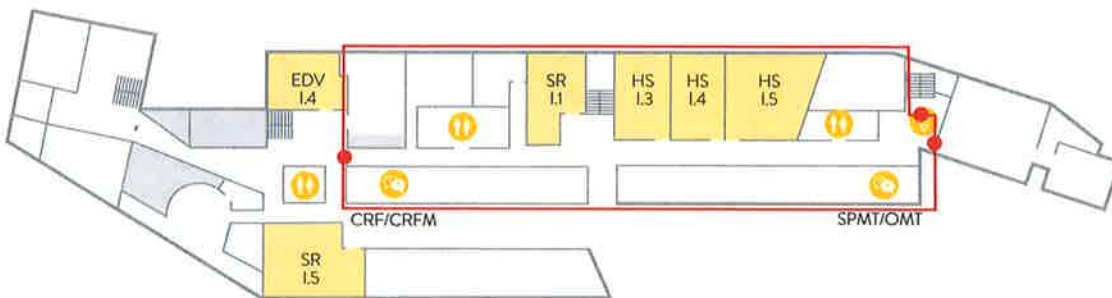 EDV
I.4
SR
I.1
HS
I.3
HS
I.4
HS
I.5
CRF/CRFM
SPMT/OMT
SR
I.5